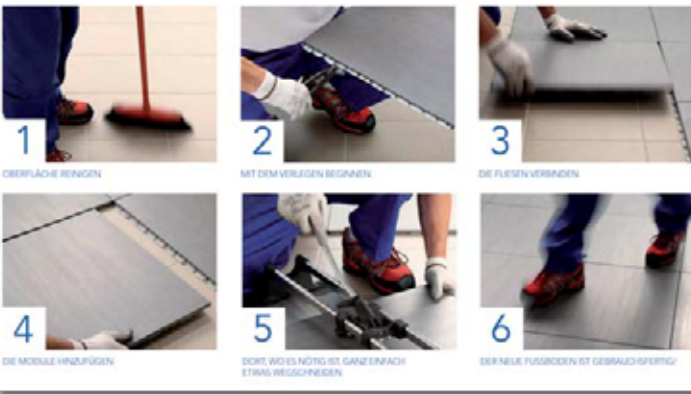 1
OBERFLÄCHE REINIGEN
2
MIT DEM VERLEGEN BEGINNEN
3
DIE FLIESEN VERBINDEN
4
DIE MODULE HINZUFÜGEN
5
DORT, WO ES NÖTIG IST, GANZ EINFACH
ETWAS WEGSCHNEIDEN
6
DER NEUE FUSSBODEN IST GEBRAUCHSFERTIG!